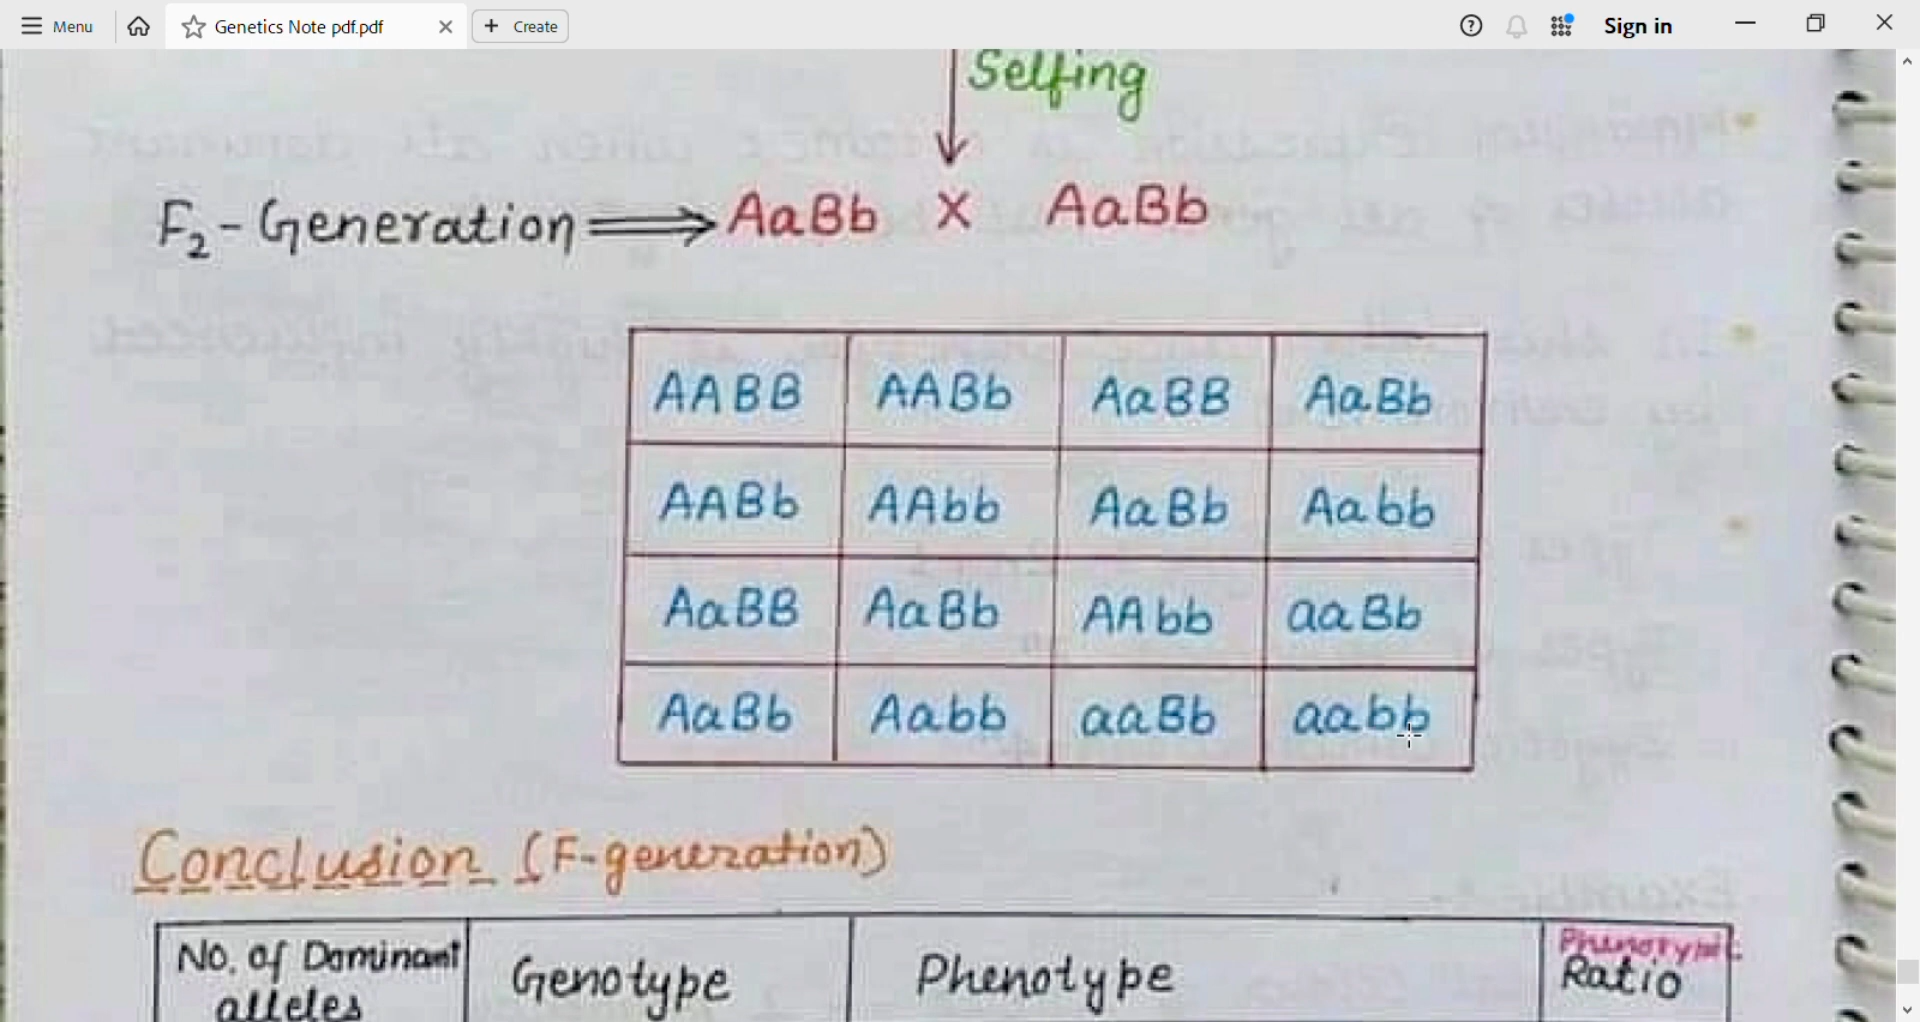 Menu
Genetics Note pdf.pdf
Create
Sign in
Selfing
F2-Generation ⟹ AaBb X AaBb
AABB AABb AaBB AaBb
AABb AAbb AaBb Aabb
AaBB AaBb AAbb aaBb
AaBb Aabb aaBb aabb
Conclusion (F-generation)
No. of Dominant alleles
Genotype
Phenotype
Phenotypic Ratio